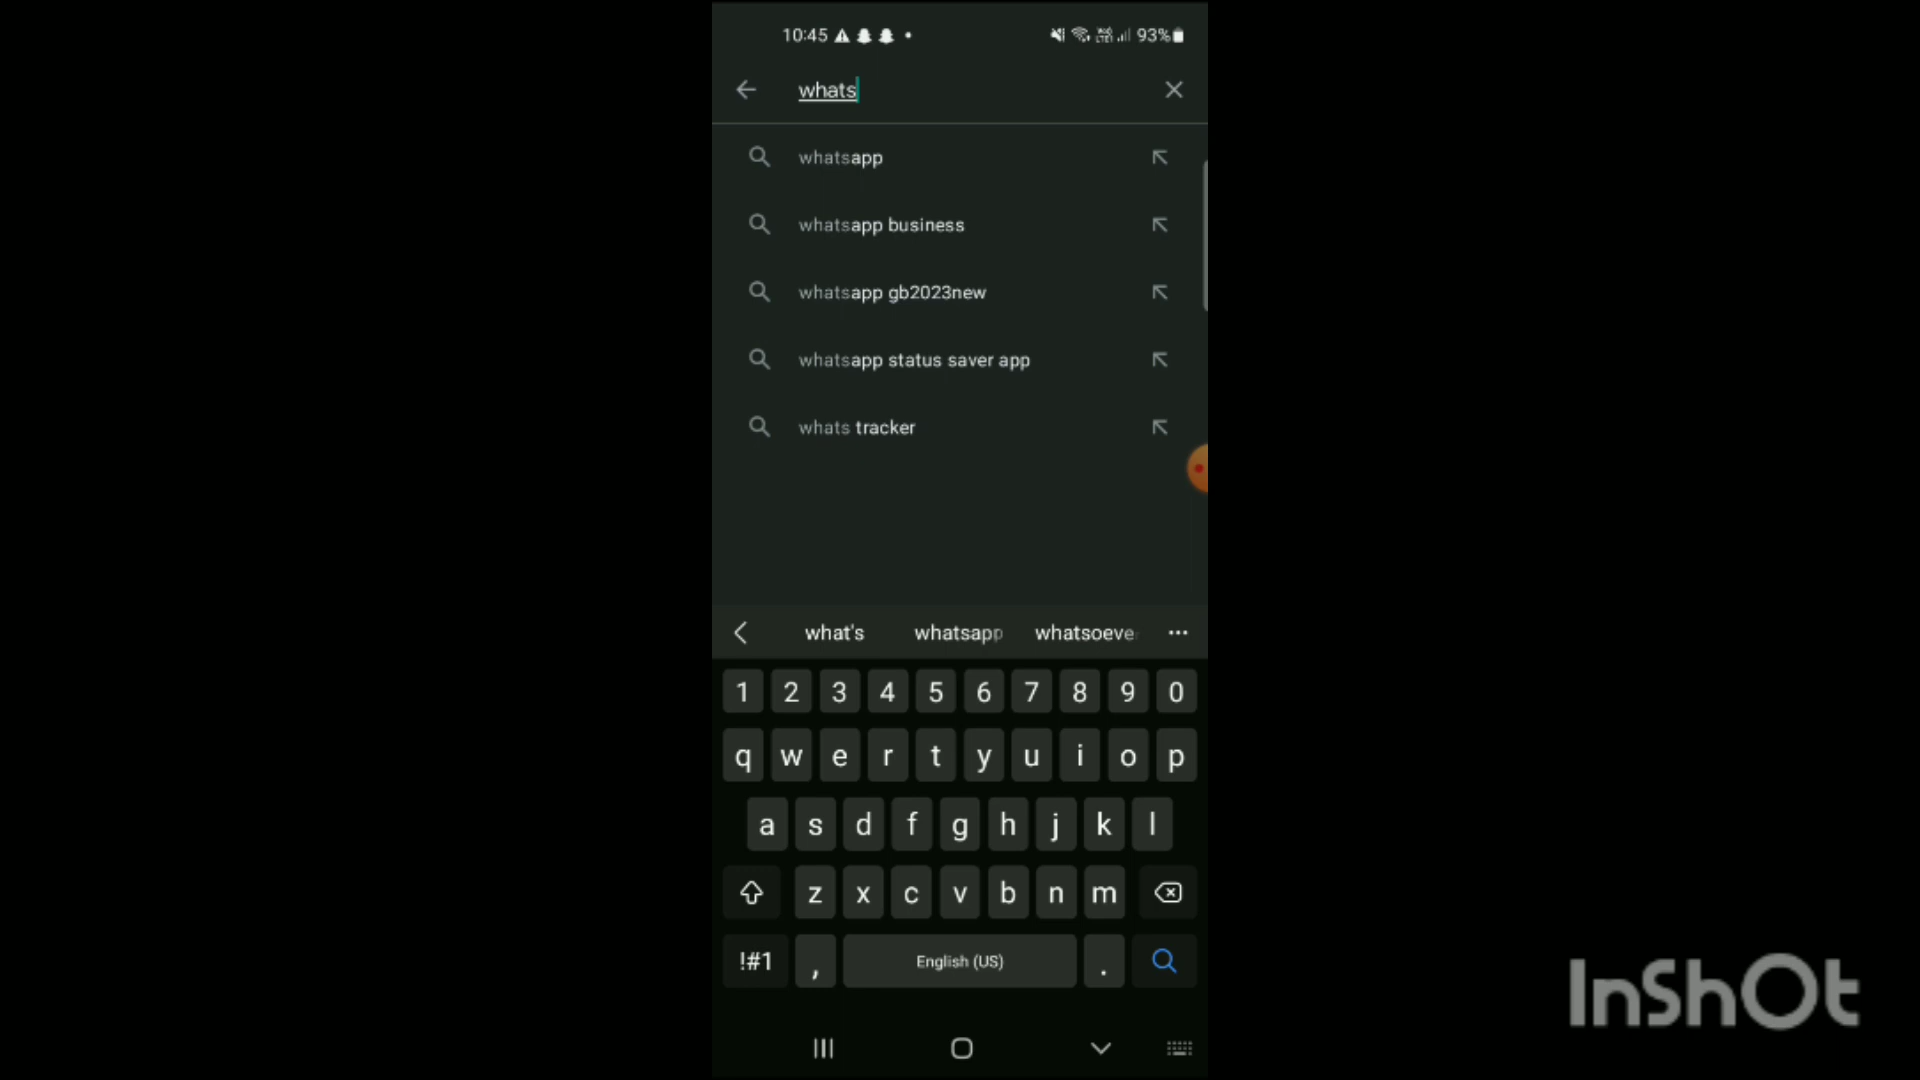 10:45 93%
whats
whatsapp
whatsapp business
whatsapp gb2023new
whatsapp status saver app
whats tracker
what's whatsapp whatsoeve
1 2 3 4 5 6 7 8 9 0
q w e r t y u i o p
a s d f g h j k l
z x c v b n m
!#1 , English (US) .
InShOt